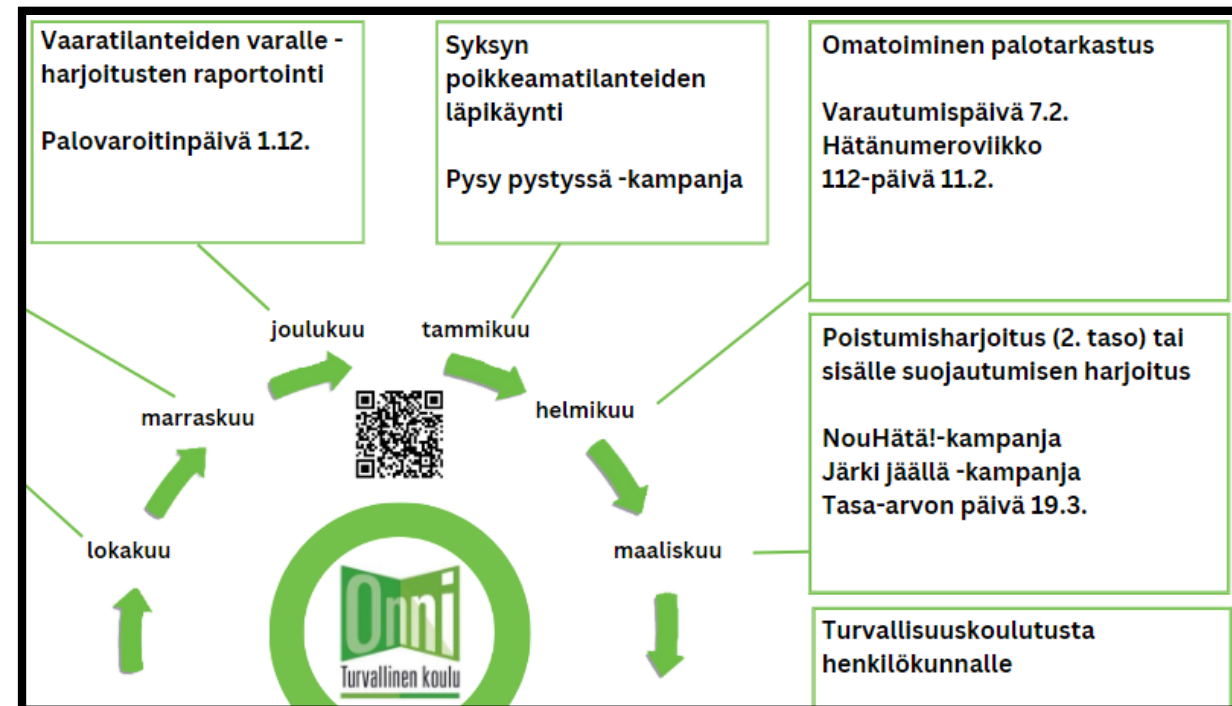 Vaaratilanteiden varalle -
harjoitusten raportointi
Palovaroitinpäivä 1.12.
Syksyn
poikkeamatilanteiden
läpikäynti
Pysy pystyssä -kampanja
Omatoiminen palotarkastus
Varautumispäivä 7.2.
Hätänumeroviikko
112-päivä 11.2.
joulukuu
tammikuu
helmikuu
marraskuu
Poistumisharjoitus (2. taso) tai
sisälle suojautumisen harjoitus
NouHätä!-kampanja
Järki jäällä -kampanja
Tasa-arvon päivä 19.3.
lokakuu
maaliskuu
Onni
Turvallinen koulu
Turvallisuuskoulutusta
henkilökunnalle